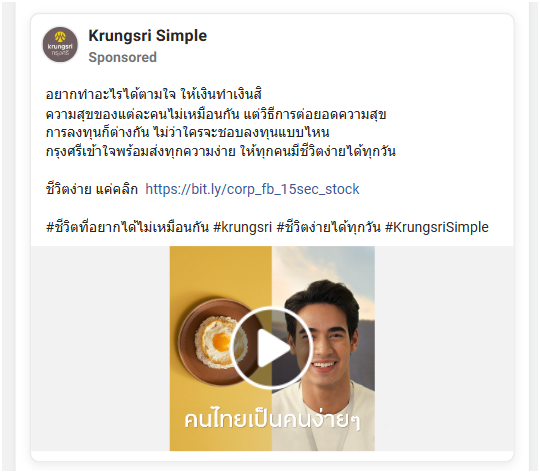 krungsri
กรุงศรี
Krungsri Simple
Sponsored
อยากทำอะไรได้ตามใจ ให้เงินทำเงินสิ
ความสุขของแต่ละคนไม่เหมือนกัน แต่วิธีการต่อยอดความสุข
การลงทุนก็ต่างกัน ไม่ว่าใครจะชอบลงทุนแบบไหน
กรุงศรีเข้าใจพร้อมส่งทุกความง่าย ให้ทุกคนมีชีวิตง่ายได้ทุกวัน
ชีวิตง่าย แค่คลิก https://bit.ly/corp_fb_15sec_stock
#ชีวิตที่อยากได้ไม่เหมือนกัน #krungsri #ชีวิตง่ายได้ทุกวัน #KrungsriSimple
คนไทยเป็นคนง่ายๆ